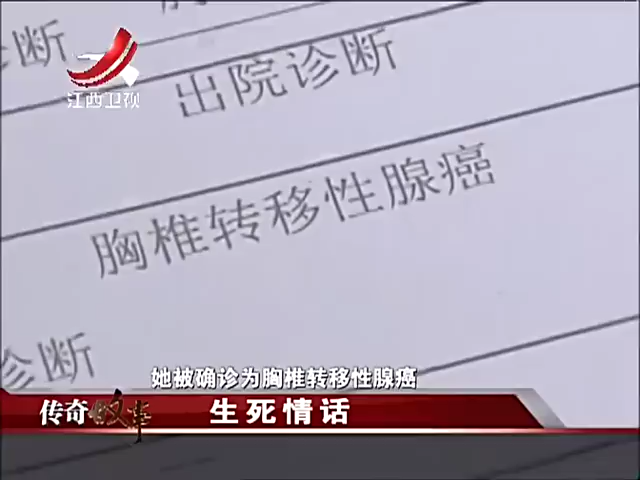 诊断
江西卫视
出院诊断
胸椎转移性腺癌
诊断
她被确诊为胸椎转移性腺癌
传奇故事
生死情话